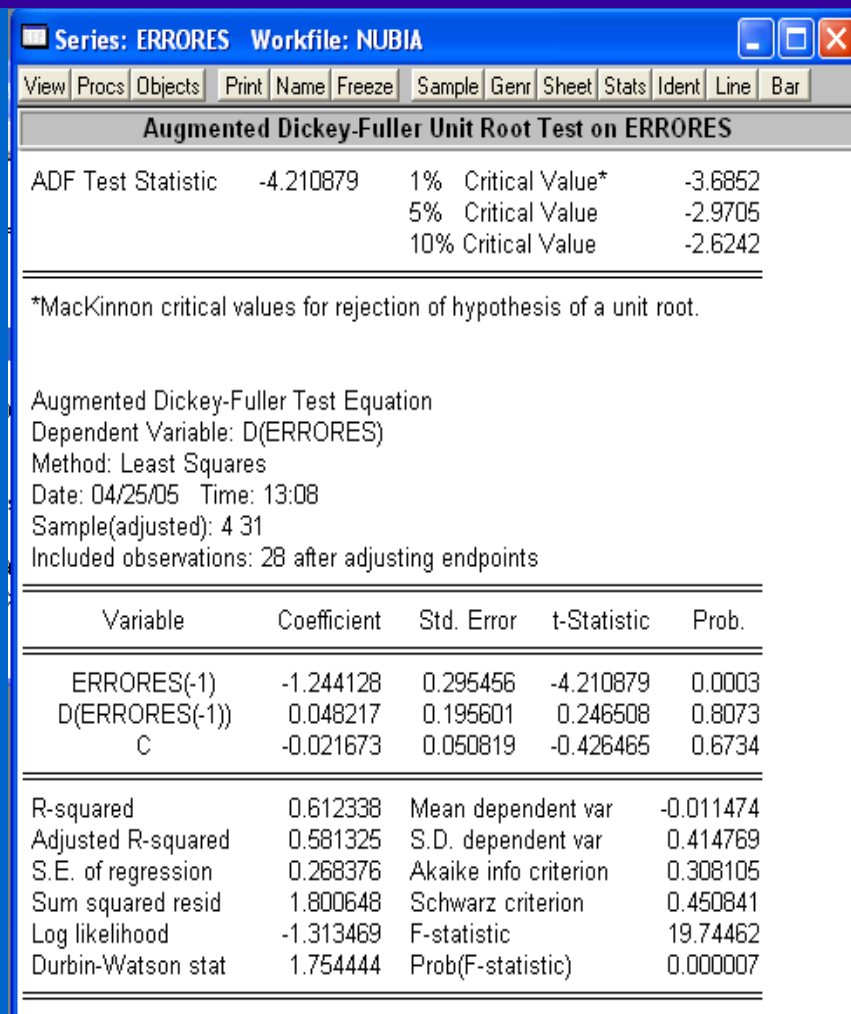 Series: ERRORES Workfile: NUBIA
View Procs Objects Print Name Freeze Sample Genr Sheet Stats Ident Line Bar
Augmented Dickey-Fuller Unit Root Test on ERRORES
ADF Test Statistic -4.210879 1% Critical Value* -3.6852
5% Critical Value -2.9705
10% Critical Value -2.6242
*MacKinnon critical values for rejection of hypothesis of a unit root.
Augmented Dickey-Fuller Test Equation
Dependent Variable: D(ERRORES)
Method: Least Squares
Date: 04/25/05 Time: 13:08
Sample(adjusted): 4 31
Included observations: 28 after adjusting endpoints
Variable Coefficient Std. Error t-Statistic Prob.
ERRORES(-1) -1.244128 0.295456 -4.210879 0.0003
D(ERRORES(-1)) 0.048217 0.195601 0.246508 0.8073
C -0.021673 0.050819 -0.426465 0.6734
R-squared 0.612338 Mean dependent var -0.011474
Adjusted R-squared 0.581325 S.D. dependent var 0.414769
S.E. of regression 0.268376 Akaike info criterion 0.308105
Sum squared resid 1.800648 Schwarz criterion 0.450841
Log likelihood -1.313469 F-statistic 19.74462
Durbin-Watson stat 1.754444 Prob(F-statistic) 0.000007